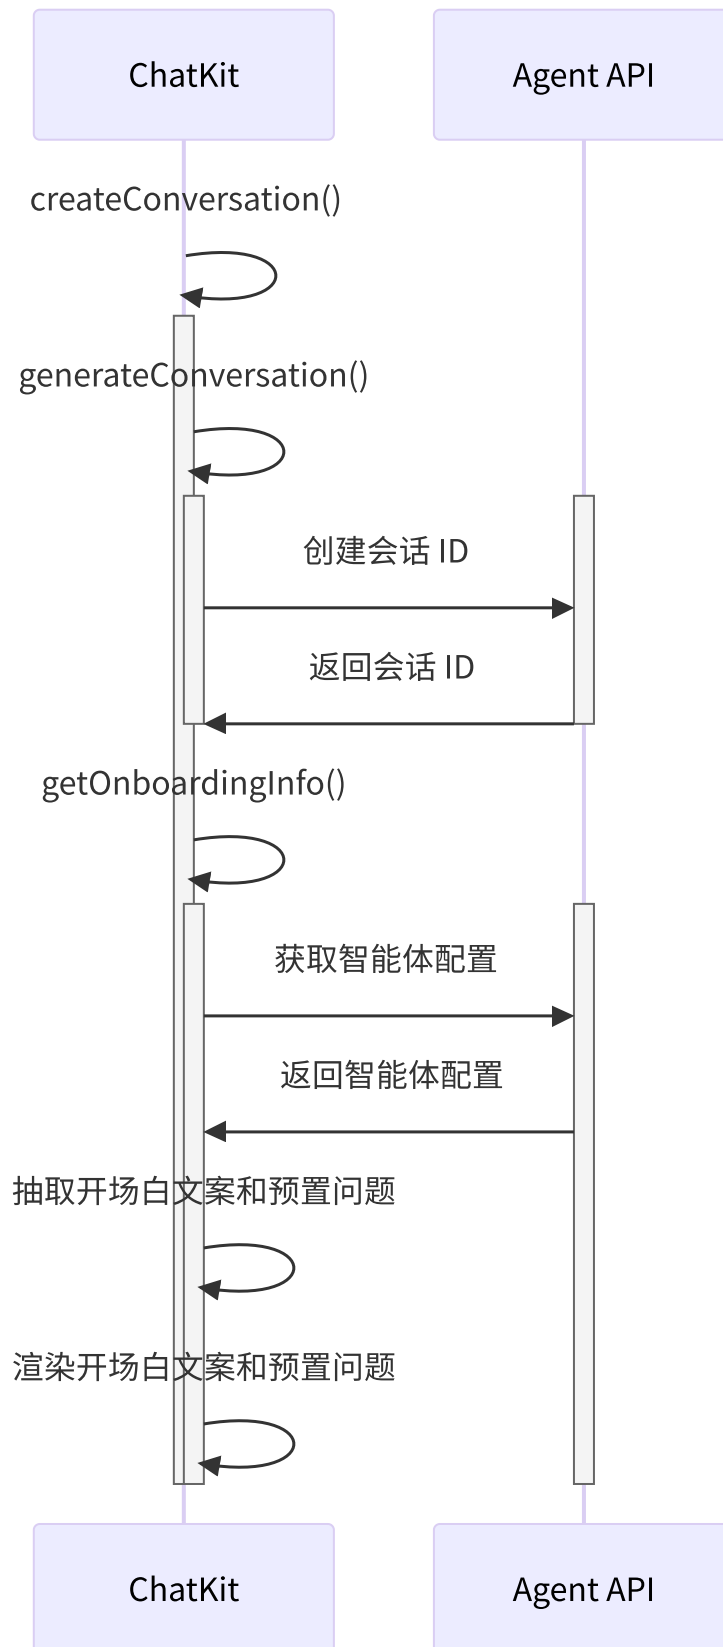 ChatKit
Agent API
createConversation()
generateConversation()
创建会话 ID
返回会话 ID
getOnboardingInfo()
获取智能体配置
返回智能体配置
抽取开场白文案和预置问题
渲染开场白文案和预置问题
ChatKit
Agent API